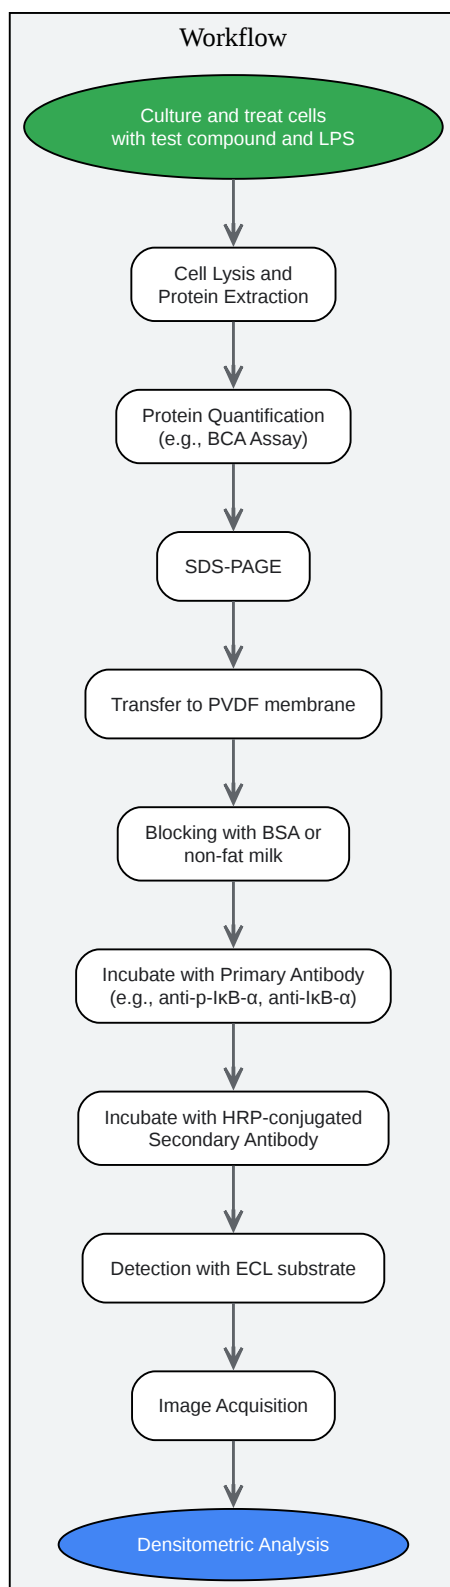 Workflow
Culture and treat cells
with test compound and LPS
Cell Lysis and
Protein Extraction
Protein Quantification
(e.g., BCA Assay)
SDS-PAGE
Transfer to PVDF membrane
Blocking with BSA or
non-fat milk
Incubate with Primary Antibody
(e.g., anti-p-IκB-α, anti-IκB-α)
Incubate with HRP-conjugated
Secondary Antibody
Detection with ECL substrate
Image Acquisition
Densitometric Analysis